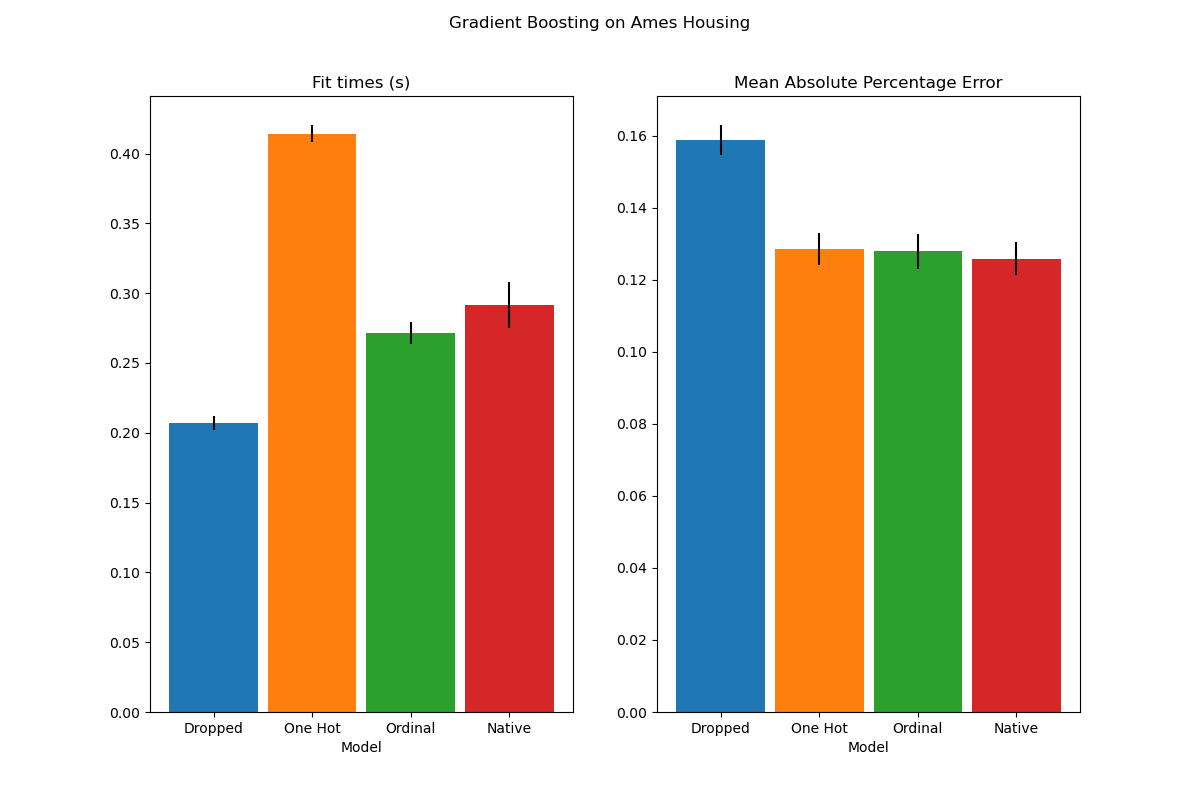 Gradient Boosting on Ames Housing
Fit times (s)
0.40
0.35
0.30
0.25
0.20
0.15
0.10
0.05
0.00
Dropped One Hot Ordinal Native
Model
Mean Absolute Percentage Error
0.16
0.14
0.12
0.10
0.08
0.06
0.04
0.02
0.00
Dropped One Hot Ordinal Native
Model